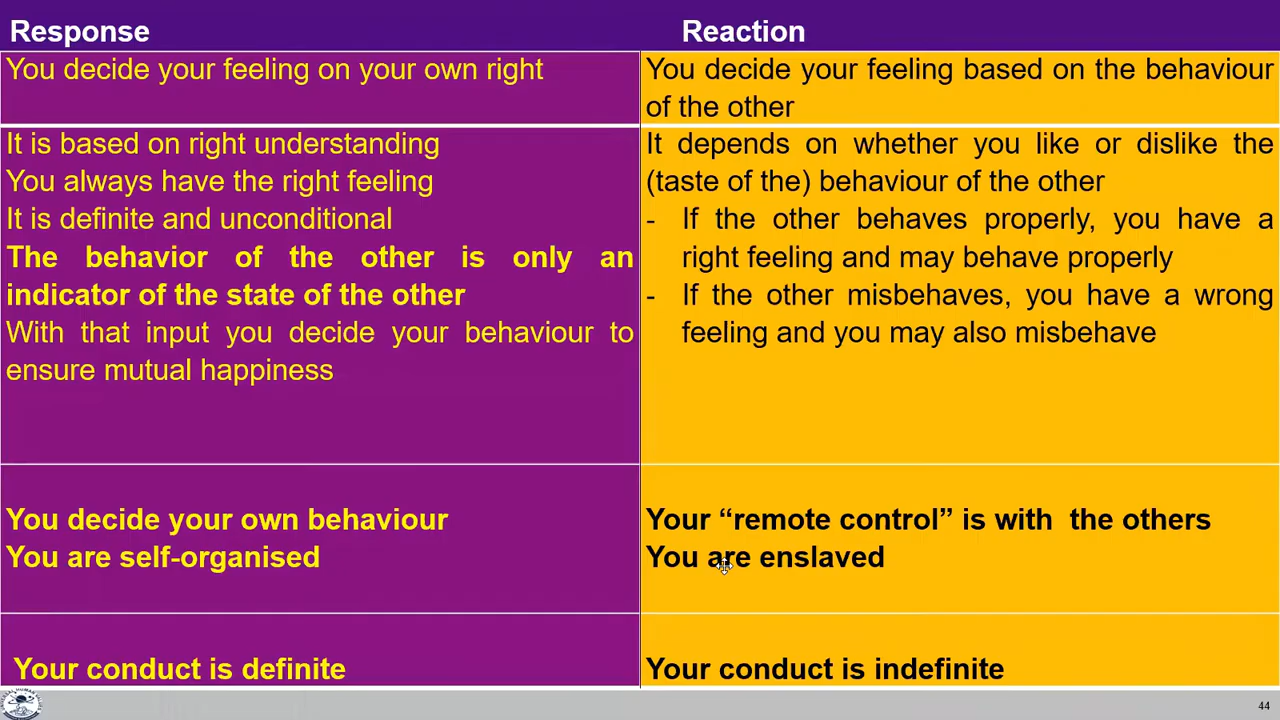 Response
Reaction
You decide your feeling on your own right
You decide your feeling based on the behaviour
of the other
It is based on right understanding
You always have the right feeling
It is definite and unconditional
The behavior of the other is only an
indicator of the state of the other
With that input you decide your behaviour to
ensure mutual happiness
It depends on whether you like or dislike the
(taste of the) behaviour of the other
- If the other behaves properly, you have a
right feeling and may behave properly
- If the other misbehaves, you have a wrong
feeling and you may also misbehave
You decide your own behaviour
You are self-organised
Your “remote control” is with the others
You are enslaved
Your conduct is definite
Your conduct is indefinite
44